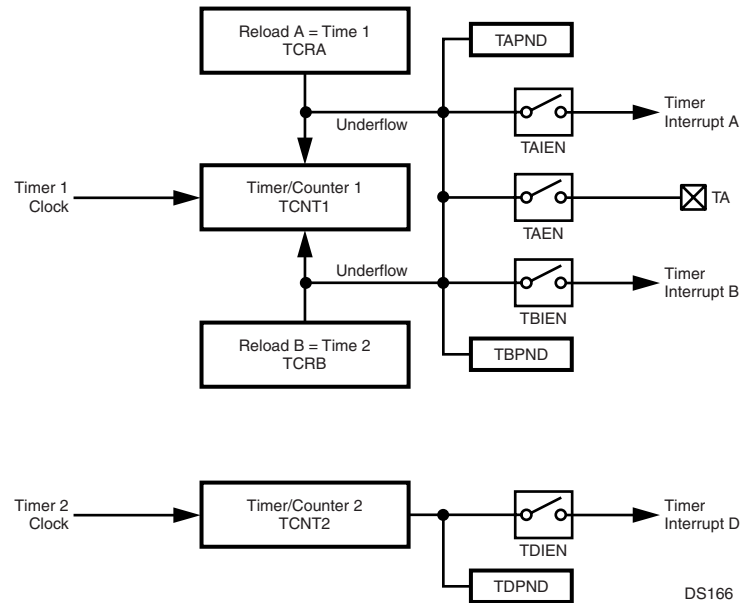 Reload A = Time 1
TCRA
TAPND
Underflow
Timer
Interrupt A
TAIEN
Timer 1
Clock
Timer/Counter 1
TCNT1
TA
TAEN
Underflow
Timer
Interrupt B
TBIEN
Reload B = Time 2
TCRB
TBPND
Timer 2
Clock
Timer/Counter 2
TCNT2
Timer
Interrupt D
TDIEN
TDPND
DS166